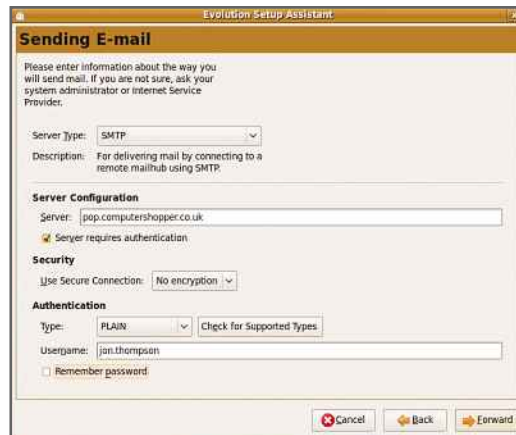 Evolution Setup Assistant
Sending E-mail
Please enter information about the way you
will send mail. If you are not sure, ask your
system administrator or Internet Service
Provider.
Server Type: SMTP
Description: For delivering mail by connecting to a
remote mailhub using SMTP.
Server Configuration
Server: pop.computershopper.co.uk
Server requires authentication
Security
Use Secure Connection: No encryption
Authentication
Type: PLAIN Check for Supported Types
Username: jon.thompson
Remember password
Cancel Back Forward